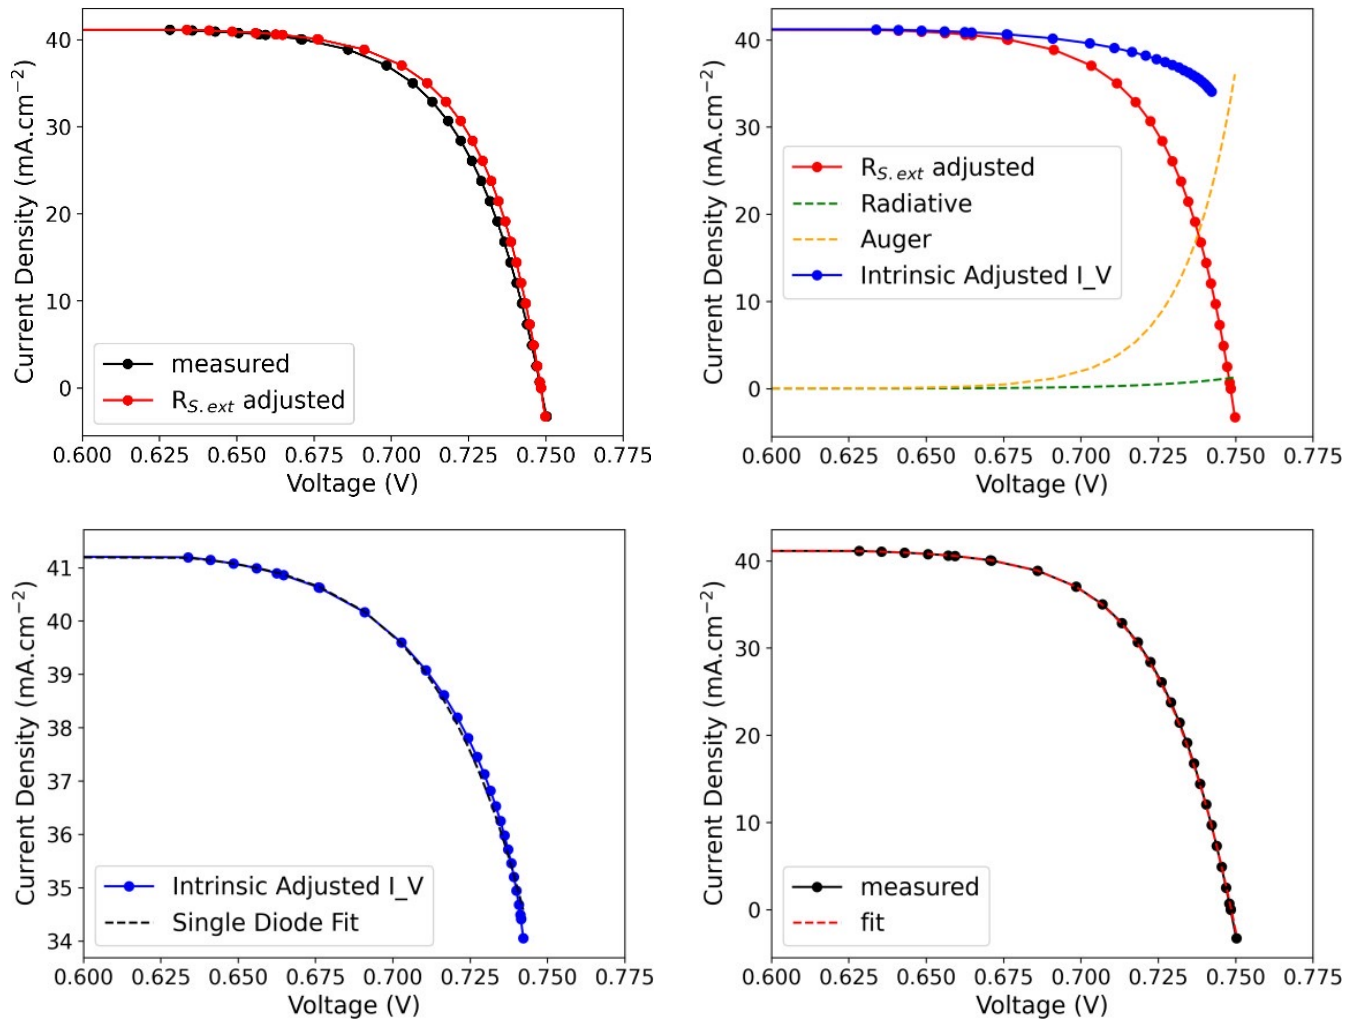 40
30
20
10
0
Current Density (mA.cm⁻²)
measured
R_S.ext adjusted
0.600 0.625 0.650 0.675 0.700 0.725 0.750 0.775
Voltage (V)
40
30
20
10
0
Current Density (mA.cm⁻²)
R_S.ext adjusted
Radiative
Auger
Intrinsic Adjusted I_V
0.600 0.625 0.650 0.675 0.700 0.725 0.750 0.775
Voltage (V)
41
40
39
38
37
36
35
34
Current Density (mA.cm⁻²)
Intrinsic Adjusted I_V
Single Diode Fit
0.600 0.625 0.650 0.675 0.700 0.725 0.750 0.775
Voltage (V)
40
30
20
10
0
Current Density (mA.cm⁻²)
measured
fit
0.600 0.625 0.650 0.675 0.700 0.725 0.750 0.775
Voltage (V)